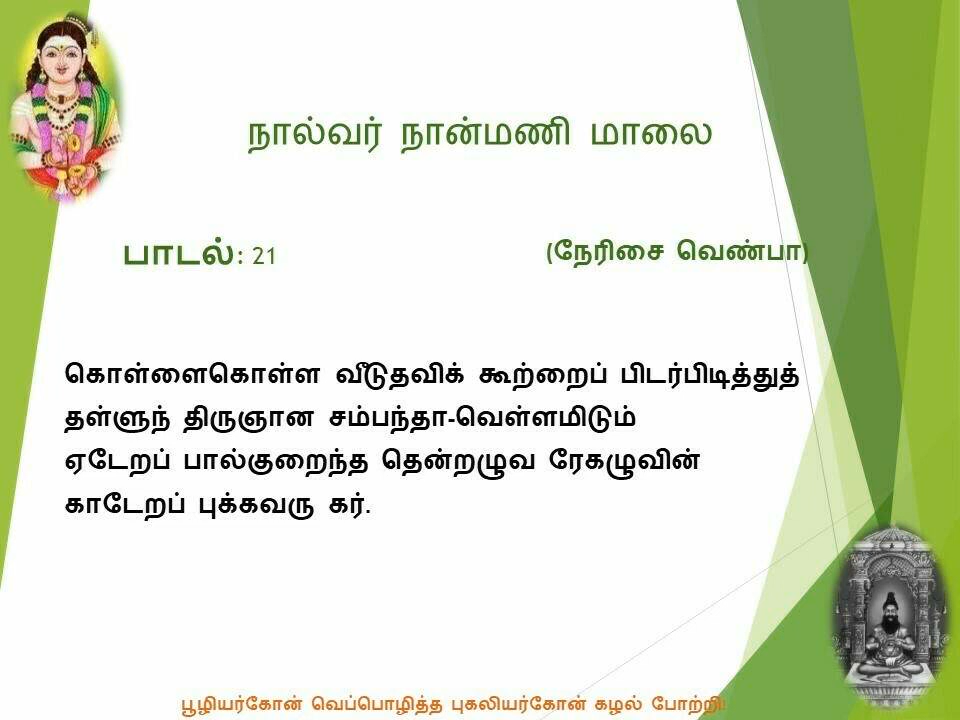 நால்வர் நான்மணி மாலை
பாடல்: 21 (நேரிசை வெண்பா)
கொள்ளைகொள்ள வீடுதவிக் கூற்றைப் பிடர்பிடித்துத்
தள்ளுந் திருஞான சம்பந்தா-வெள்ளமிடும்
ஏடேறப் பால்குறைந்த தென்றழுவ ரேகழுவின்
காடேறப் புக்கவரு கர்.
பூழியர்கோன் வெப்பொழித்த புகலியர்கோன் கழல் போற்றி!